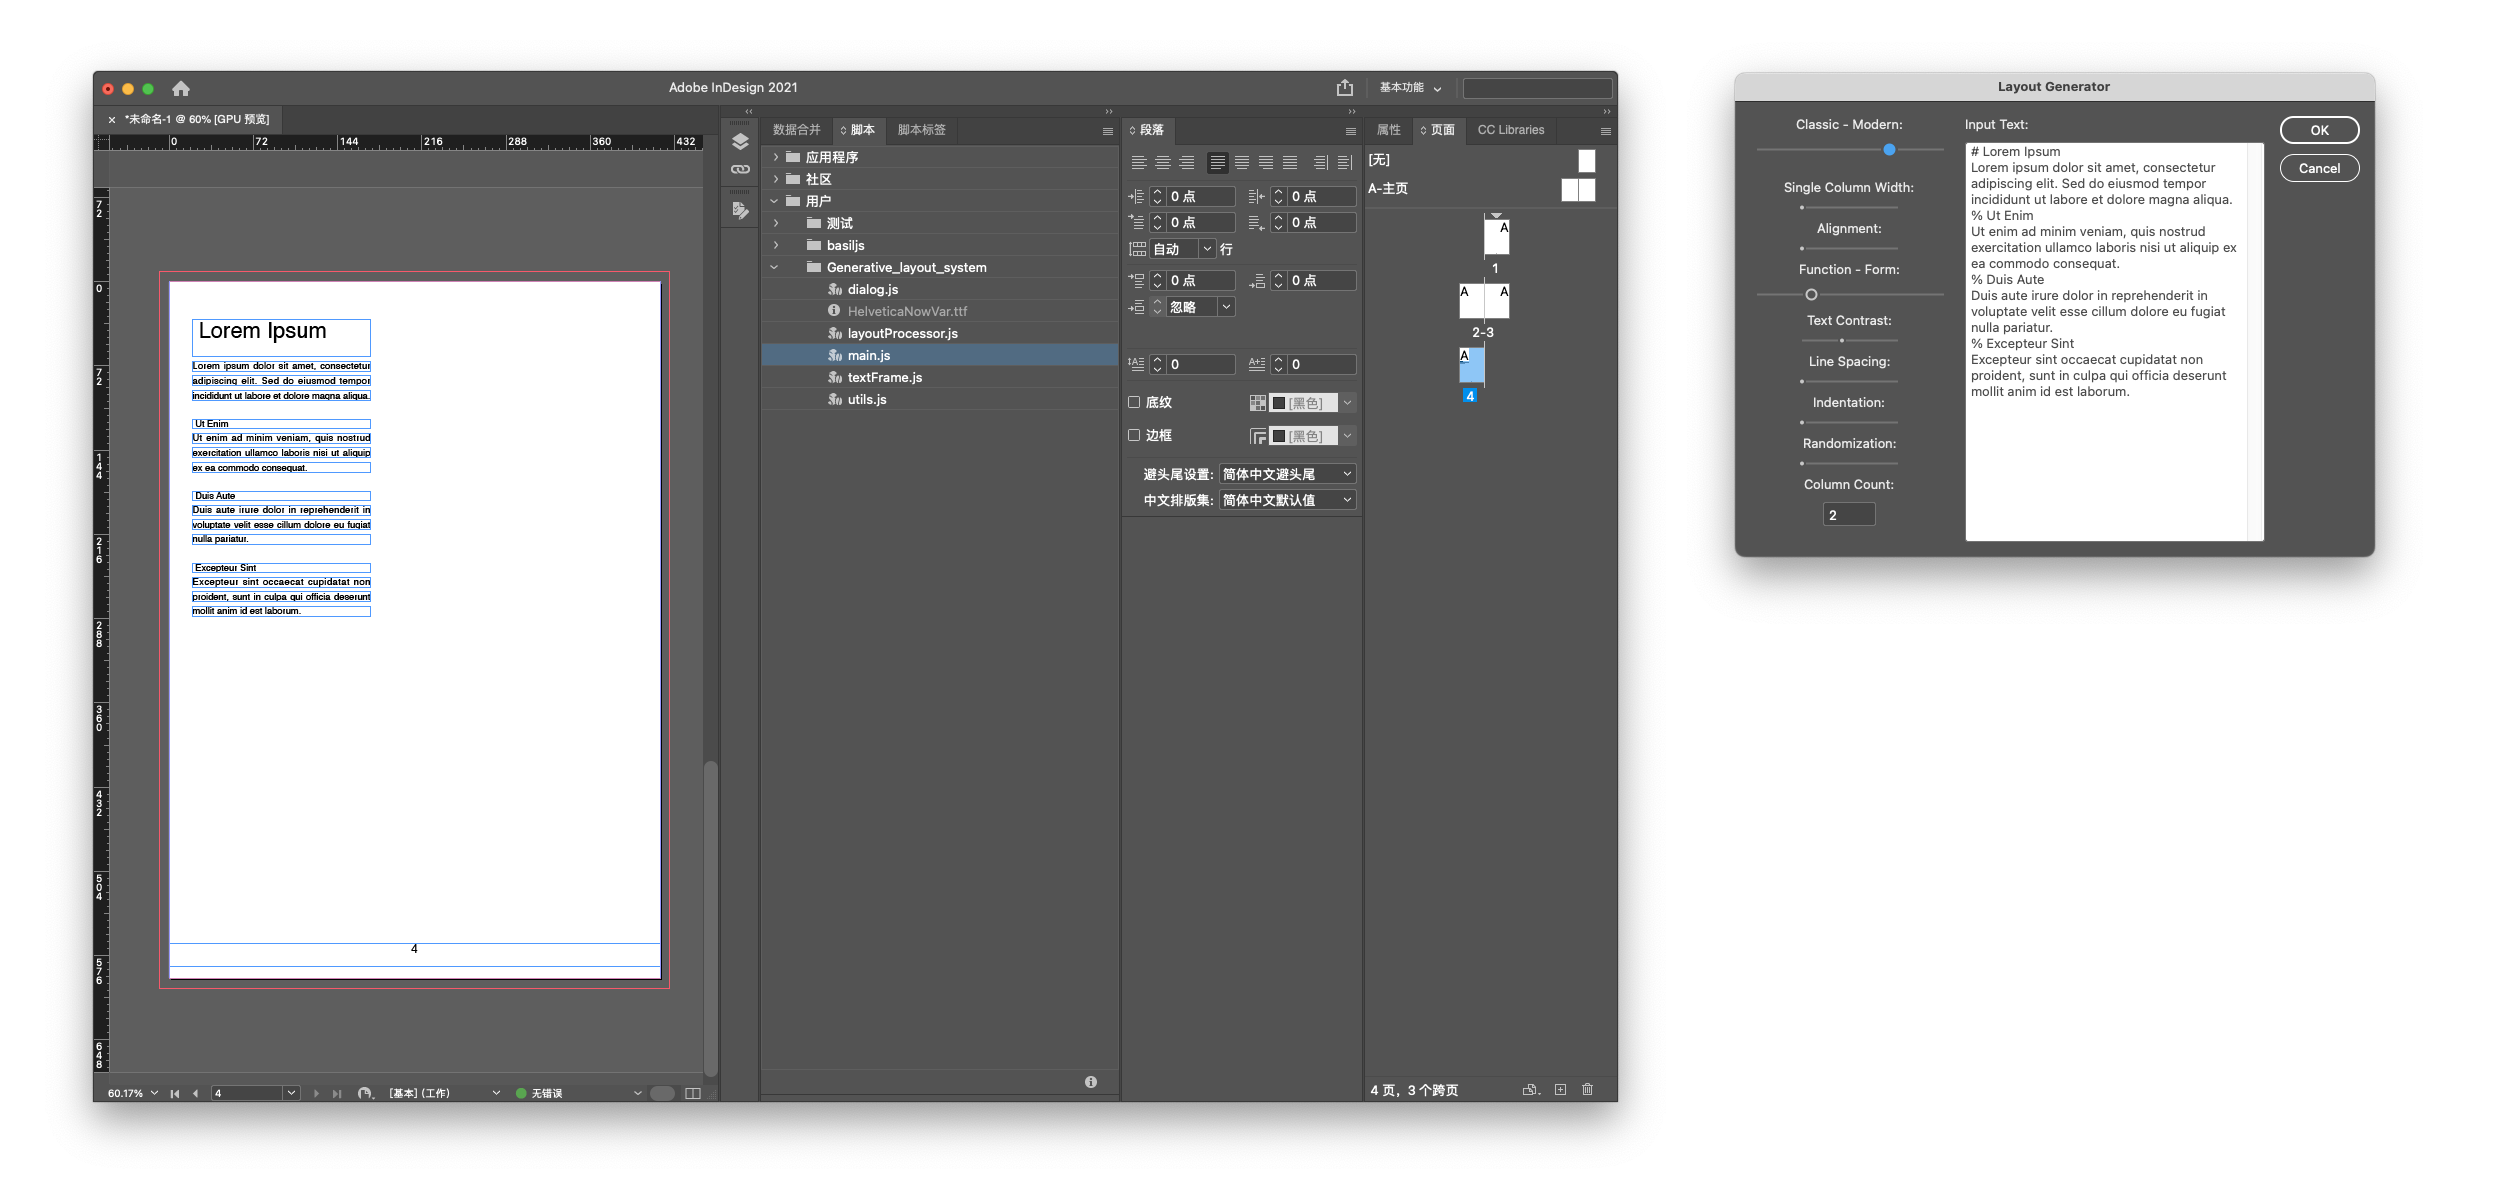 Adobe InDesign 2021
基本功能
*未命名-1 @ 60% [GPU 预览]
0 72 144 216 288 360 432
72
0
72
144
216
288
360
432
504
576
648
Lorem Ipsum
Lorem ipsum dolor sit amet, consectetur
adipiscing elit. Sed do eiusmod tempor
incididunt ut labore et dolore magna aliqua.
Ut Enim
Ut enim ad minim veniam, quis nostrud
exercitation ullamco laboris nisi ut aliquip
ex ea commodo consequat.
Duis Aute
Duis aute irure dolor in reprehenderit in
voluptate velit esse cillum dolore eu fugiat
nulla pariatur.
Excepteur Sint
Excepteur sint occaecat cupidatat non
proident, sunt in culpa qui officia deserunt
mollit anim id est laborum.
4
60.17%
4
[基本] (工作)
无错误
数据合并 脚本 脚本标签
应用程序
社区
用户
测试
basiljs
Generative_layout_system
dialog.js
HelveticaNowVar.ttf
layoutProcessor.js
main.js
textFrame.js
utils.js
段落
0 点 0 点
0 点 0 点
自动 行
0 点 0 点
忽略
0 0
底纹 [黑色]
边框 [黑色]
避头尾设置: 简体中文避头尾
中文排版集: 简体中文默认值
属性 页面 CC Libraries
[无]
A-主页
A
1
A A
2-3
A
4
4 页，3 个跨页
Layout Generator
Classic - Modern:
Single Column Width:
Alignment:
Function - Form:
Text Contrast:
Line Spacing:
Indentation:
Randomization:
Column Count:
2
Input Text:
# Lorem Ipsum
Lorem ipsum dolor sit amet, consectetur
adipiscing elit. Sed do eiusmod tempor
incididunt ut labore et dolore magna aliqua.
% Ut Enim
Ut enim ad minim veniam, quis nostrud
exercitation ullamco laboris nisi ut aliquip ex
ea commodo consequat.
% Duis Aute
Duis aute irure dolor in reprehenderit in
voluptate velit esse cillum dolore eu fugiat
nulla pariatur.
% Excepteur Sint
Excepteur sint occaecat cupidatat non
proident, sunt in culpa qui officia deserunt
mollit anim id est laborum.
OK
Cancel